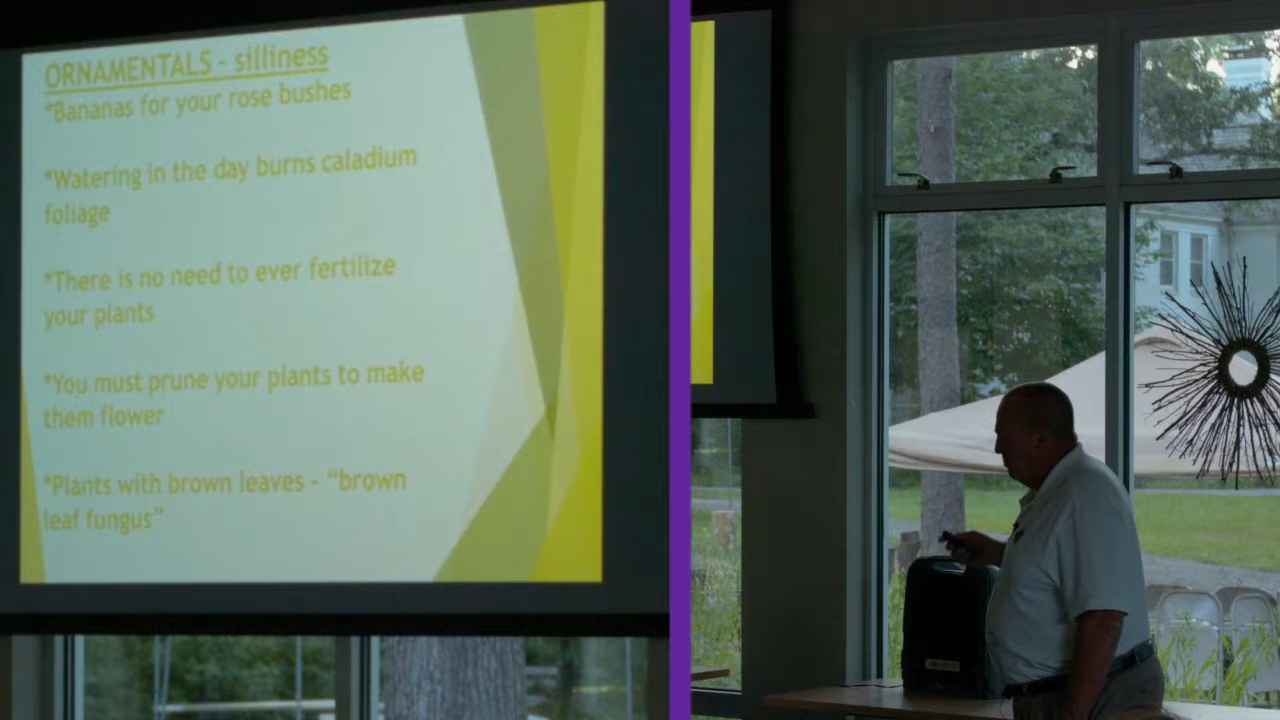 ORNAMENTALS - silliness
*Bananas for your rose bushes
*Watering in the day burns caladium
foliage
*There is no need to ever fertilize
your plants
*You must prune your plants to make
them flower
*Plants with brown leaves - “brown
leaf fungus”